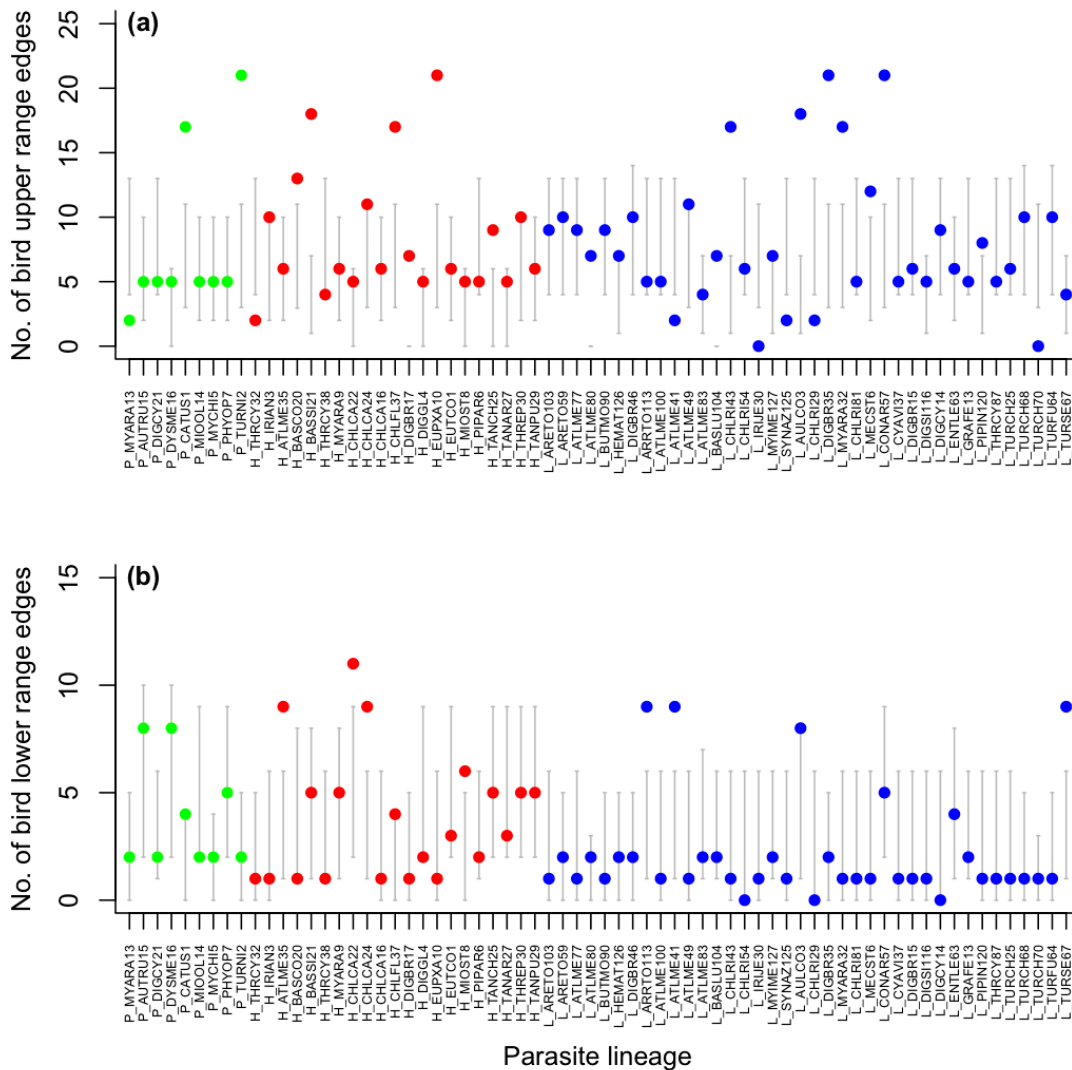 (a)
No. of bird upper range edges
25
20
15
10
5
0
P_MYARA13
P_AUTRU15
P_DIGCY21
P_DYSME16
P_CATUS1
P_MIOOL14
P_MYCHI5
P_PHYOP7
P_TURNI2
H_THRCY32
H_IRIAN3
H_ATLME35
H_BASCO20
H_BASSI21
H_THRCY38
H_MYARA9
H_CHLCA22
H_CHLCA24
H_CHLCA16
H_CHLFL37
H_DIGBR17
H_DIGGL4
H_EUPXA10
H_EUTCO1
H_MIOST8
H_PIPAR6
H_TANCH25
H_TANAR27
H_THREP30
H_TANPU29
L_ARETO103
L_ARETO59
L_ATLME77
L_ATLME80
L_BUTMO90
L_HEMAT126
L_DIGBR46
L_ARRTO113
L_ATLME100
L_ATLME41
L_ATLME49
L_ATLME83
L_BASLU104
L_CHLRI43
L_CHLRI54
L_IRIJE30
L_MYIME127
L_SYNAZ125
L_AULCO3
L_CHLRI29
L_DIGBR35
L_MYARA32
L_MECST6
L_CONAR57
L_CHLRI81
L_CYAVI37
L_DIGBR15
L_DIGSI116
L_DIGCY14
L_ENTLE63
L_GRAFE13
L_PIPIN120
L_THRCY87
L_TURCH25
L_TURCH68
L_TURCH70
L_TURFU64
L_TURSE67
(b)
No. of bird lower range edges
15
10
5
0
P_MYARA13
P_AUTRU15
P_DIGCY21
P_DYSME16
P_CATUS1
P_MIOOL14
P_MYCHI5
P_PHYOP7
P_TURNI2
H_THRCY32
H_IRIAN3
H_ATLME35
H_BASCO20
H_BASSI21
H_THRCY38
H_MYARA9
H_CHLCA22
H_CHLCA24
H_CHLCA16
H_CHLFL37
H_DIGBR17
H_DIGGL4
H_EUPXA10
H_EUTCO1
H_MIOST8
H_PIPAR6
H_TANCH25
H_TANAR27
H_THREP30
H_TANPU29
L_ARETO103
L_ARETO59
L_ATLME77
L_ATLME80
L_BUTMO90
L_HEMAT126
L_DIGBR46
L_ARRTO113
L_ATLME100
L_ATLME41
L_ATLME49
L_ATLME83
L_BASLU104
L_CHLRI43
L_CHLRI54
L_IRIJE30
L_MYIME127
L_SYNAZ125
L_AULCO3
L_CHLRI29
L_DIGBR35
L_MYARA32
L_CHLRI81
L_MECST6
L_CONAR57
L_CYAVI37
L_DIGBR15
L_DIGSI116
L_DIGCY14
L_ENTLE63
L_GRAFE13
L_PIPIN120
L_THRCY87
L_TURCH25
L_TURCH68
L_TURCH70
L_TURFU64
L_TURSE67
Parasite lineage